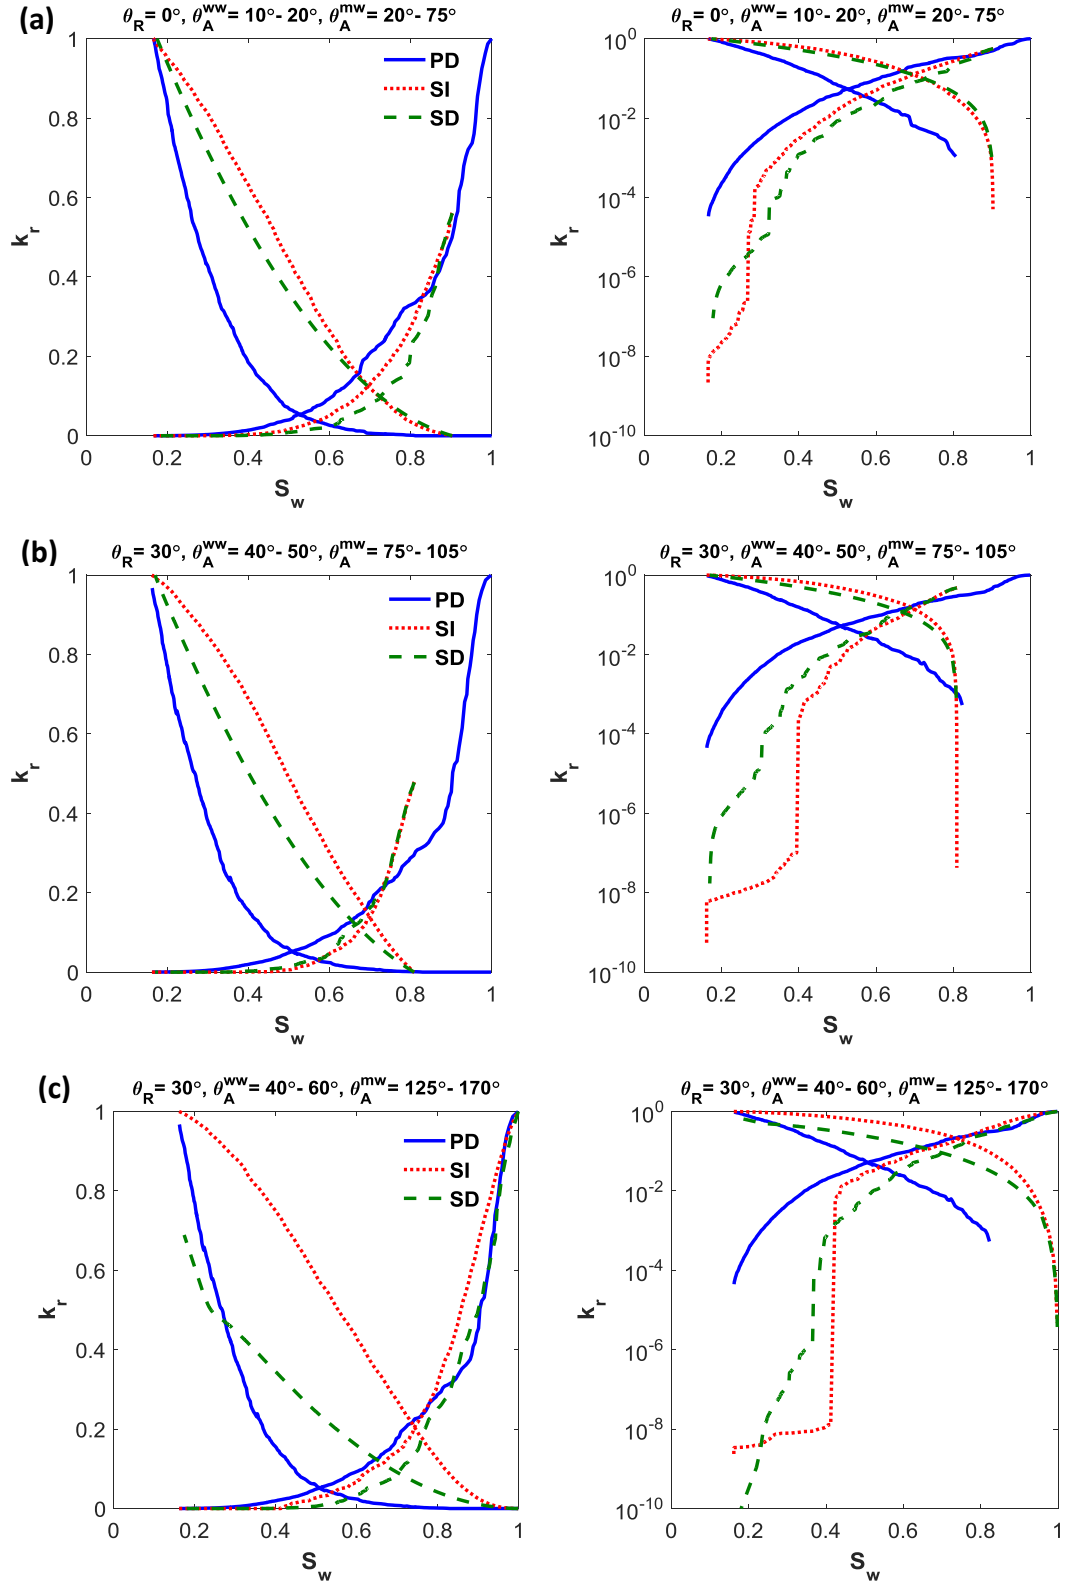 (a)
θR = 0°, θAww = 10° - 20°, θAmw = 20° - 75°
1
0.8
0.6
0.4
0.2
0
kr
PD
SI
SD
0 0.2 0.4 0.6 0.8 1
Sw
θR = 0°, θAww = 10° - 20°, θAmw = 20° - 75°
10^0
10^-2
10^-4
10^-6
10^-8
10^-10
kr
0 0.2 0.4 0.6 0.8 1
Sw
(b)
θR = 30°, θAww = 40° - 50°, θAmw = 75° - 105°
1
0.8
0.6
0.4
0.2
0
kr
PD
SI
SD
0 0.2 0.4 0.6 0.8 1
Sw
θR = 30°, θAww = 40° - 50°, θAmw = 75° - 105°
10^0
10^-2
10^-4
10^-6
10^-8
10^-10
kr
0 0.2 0.4 0.6 0.8 1
Sw
(c)
θR = 30°, θAww = 40° - 60°, θAmw = 125° - 170°
1
0.8
0.6
0.4
0.2
0
kr
PD
SI
SD
0 0.2 0.4 0.6 0.8 1
Sw
θR = 30°, θAww = 40° - 60°, θAmw = 125° - 170°
10^0
10^-2
10^-4
10^-6
10^-8
10^-10
kr
0 0.2 0.4 0.6 0.8 1
Sw